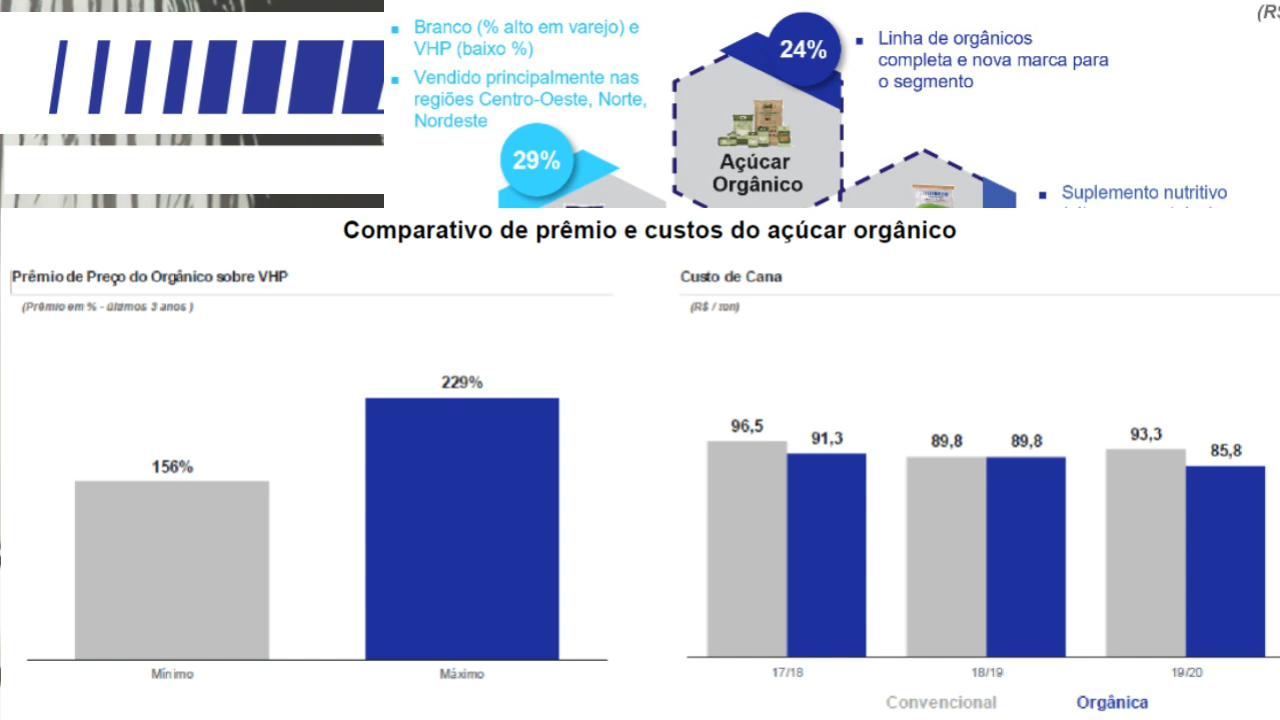 Branco (% alto em varejo) e
VHP (baixo %)
Vendido principalmente nas
regiões Centro-Oeste, Norte,
Nordeste
29%
24%
Açúcar
Orgânico
Linha de orgânicos
completa e nova marca para
o segmento
Suplemento nutritivo
Comparativo de prêmio e custos do açúcar orgânico
Prêmio de Preço do Orgânico sobre VHP
(Prêmio em % - últimos 3 anos )
229%
156%
Mínimo
Máximo
Custo de Cana
(R$ / ton)
96,5
91,3
89,8
89,8
93,3
85,8
17/18
18/19
19/20
Convencional
Orgânica